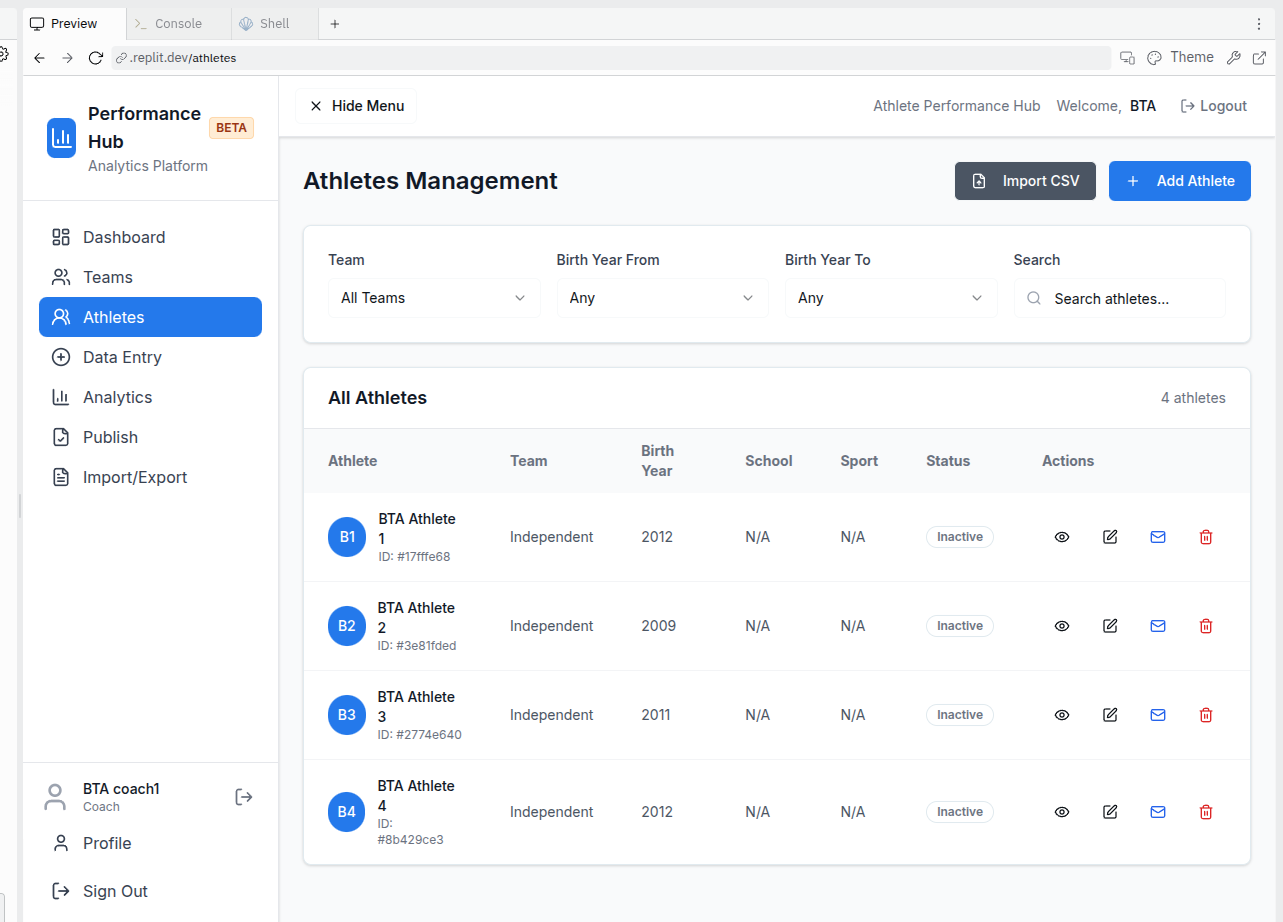 Preview
Console
Shell
.replit.dev/athletes
Theme
Performance
Hub
BETA
Analytics Platform
Hide Menu
Athlete Performance Hub
Welcome, BTA
Logout
Dashboard
Teams
Athletes
Data Entry
Analytics
Publish
Import/Export
BTA coach1
Coach
Profile
Sign Out
Athletes Management
Import CSV
Add Athlete
Team
Birth Year From
Birth Year To
Search
All Teams
Any
Any
Search athletes...
All Athletes
4 athletes
Athlete
Team
Birth
Year
School
Sport
Status
Actions
B1
BTA Athlete
1
ID: #17fffe68
Independent
2012
N/A
N/A
Inactive
B2
BTA Athlete
2
ID: #3e81fded
Independent
2009
N/A
N/A
Inactive
B3
BTA Athlete
3
ID: #2774e640
Independent
2011
N/A
N/A
Inactive
B4
BTA Athlete
4
ID:
#8b429ce3
Independent
2012
N/A
N/A
Inactive